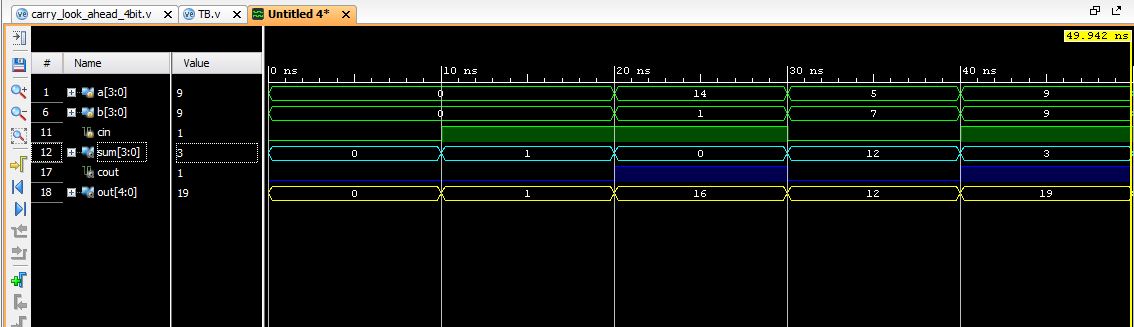 carry_look_ahead_4bit.v TB.v Untitled 4*
49.942 ns
# Name Value 0 ns 10 ns 20 ns 30 ns 40 ns
1 a[3:0] 9 0 14 5 9
6 b[3:0] 9 0 1 7 9
11 cin 1
12 sum[3:0] 3 0 1 0 12 3
17 cout 1
18 out[4:0] 19 0 1 16 12 19